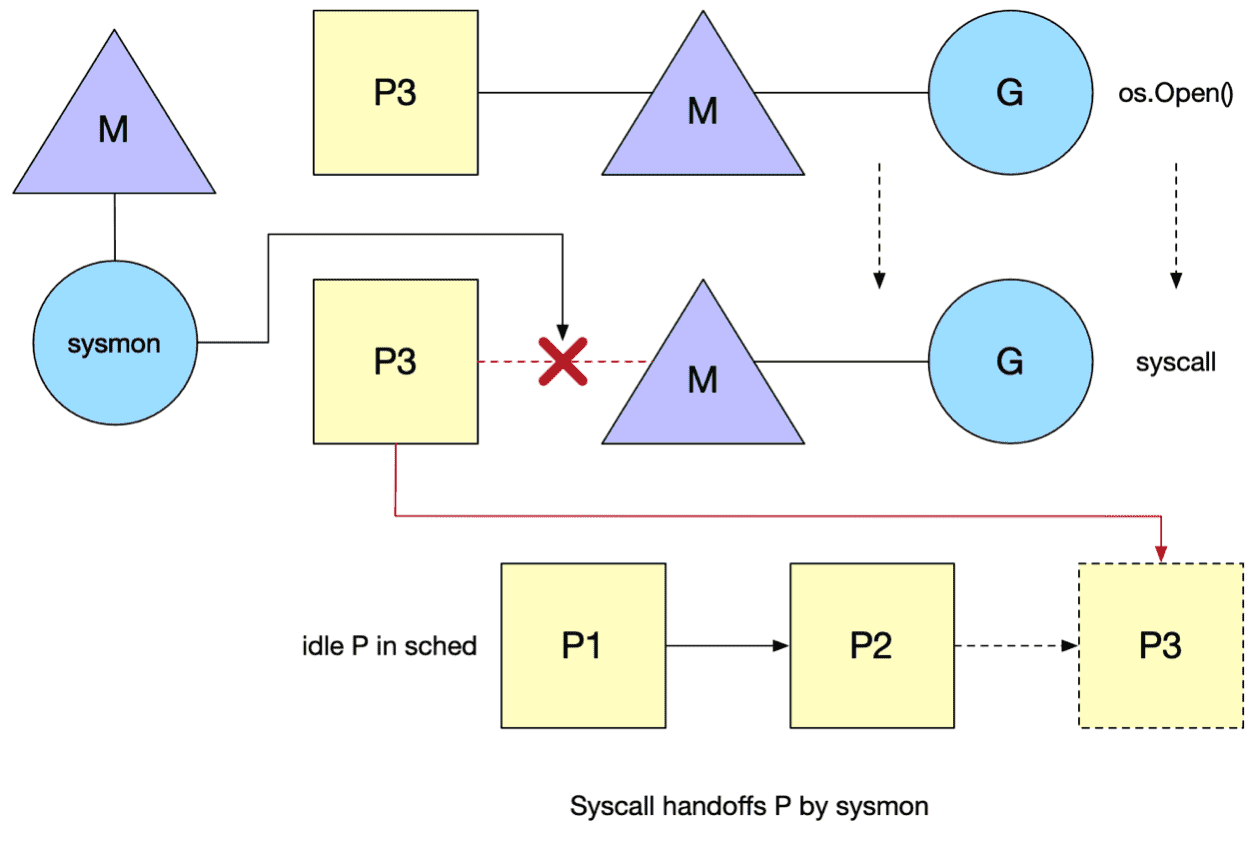 M
P3
M
G
os.Open()
sysmon
P3
M
G
syscall
idle P in sched
P1
P2
P3
Syscall handoffs P by sysmon